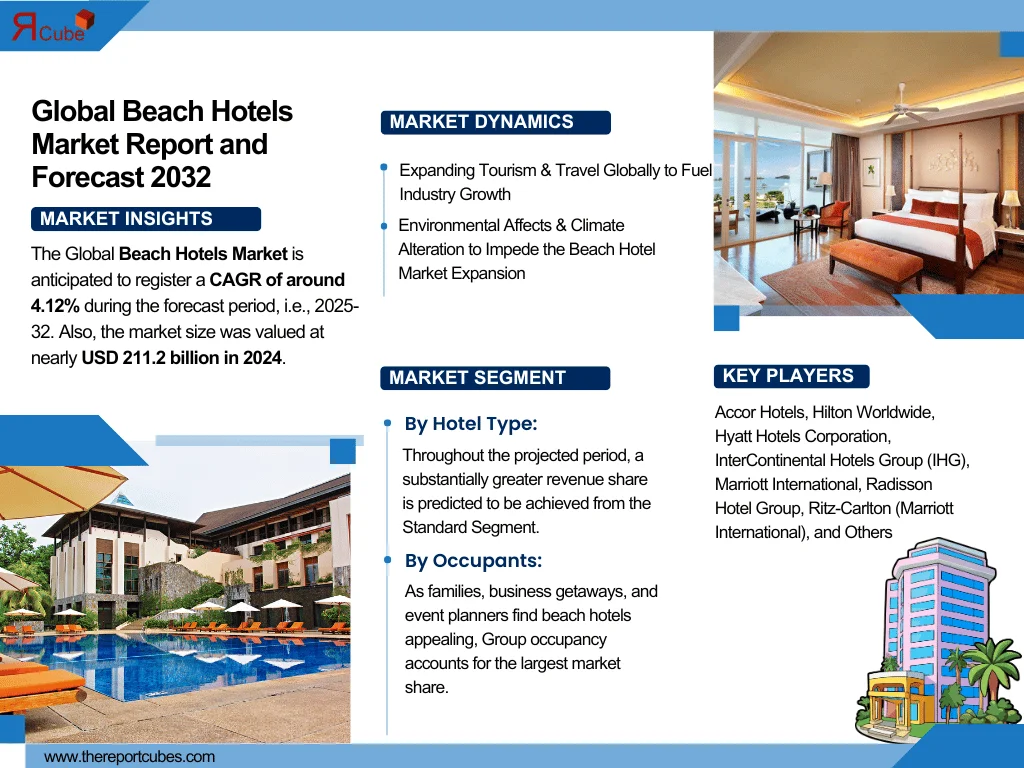 ЯCube
Global Beach Hotels
Market Report and
Forecast 2032
MARKET INSIGHTS
The Global Beach Hotels Market is
anticipated to register a CAGR of around
4.12% during the forecast period, i.e., 2025-
32. Also, the market size was valued at
nearly USD 211.2 billion in 2024.
MARKET DYNAMICS
Expanding Tourism & Travel Globally to Fuel
Industry Growth
Environmental Affects & Climate
Alteration to Impede the Beach Hotel
Market Expansion
MARKET SEGMENT
By Hotel Type:
Throughout the projected period, a
substantially greater revenue share
is predicted to be achieved from the
Standard Segment.
By Occupants:
As families, business getaways, and
event planners find beach hotels
appealing, Group occupancy
accounts for the largest market
share.
KEY PLAYERS
Accor Hotels, Hilton Worldwide,
Hyatt Hotels Corporation,
InterContinental Hotels Group (IHG),
Marriott International, Radisson
Hotel Group, Ritz-Carlton (Marriott
International), and Others
www.thereportcubes.com